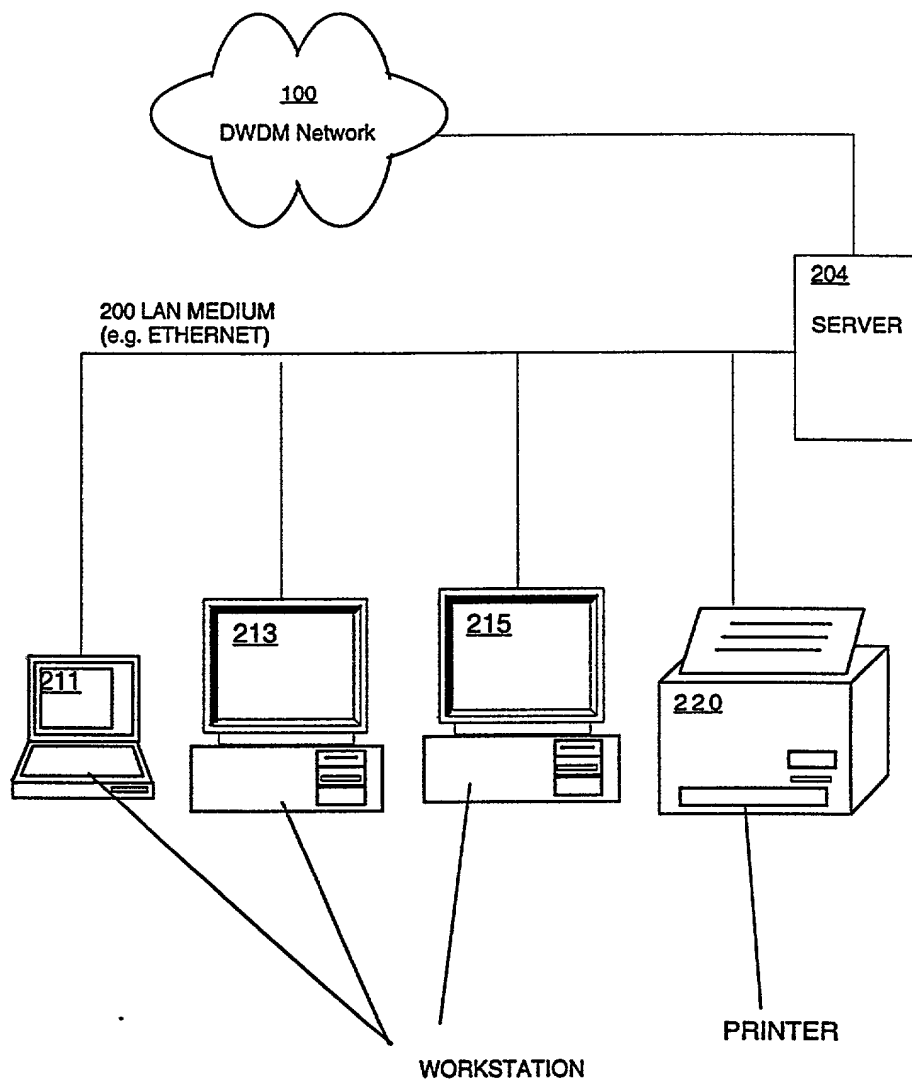 100
DWDM Network
204
SERVER
200 LAN MEDIUM
(e.g. ETHERNET)
211
213
215
220
PRINTER
WORKSTATION